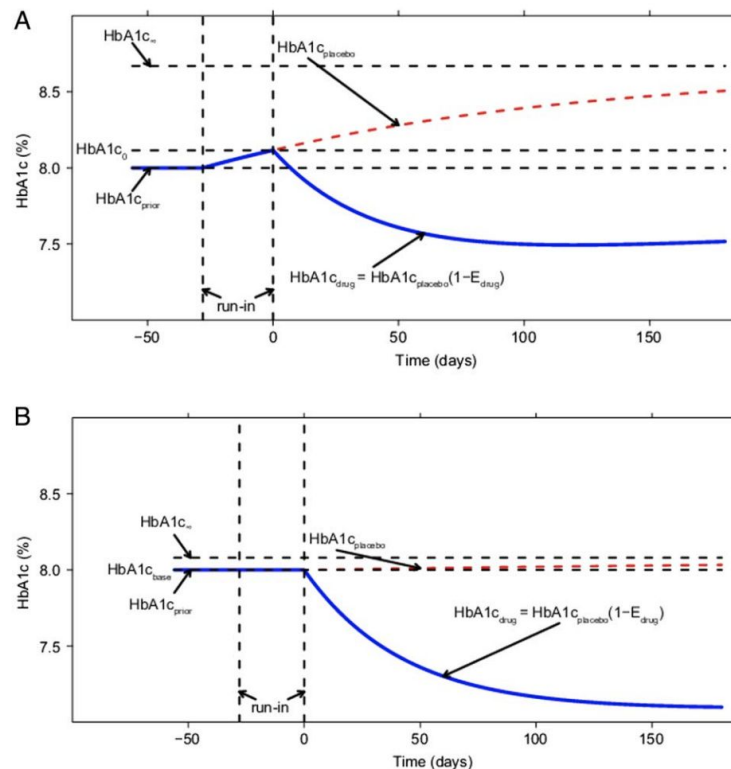 A
HbA1c∞
HbA1cplacebo
8.5
HbA1c0
8.0
HbA1c (%)
HbA1cprior
7.5
HbA1cdrug = HbA1cplacebo(1−Edrug)
run-in
−50 0 50 100 150
Time (days)
B
8.5
HbA1c∞
HbA1cplacebo
HbA1cbase 8.0
HbA1c (%)
HbA1cprior
HbA1cdrug = HbA1cplacebo(1−Edrug)
7.5
run-in
−50 0 50 100 150
Time (days)